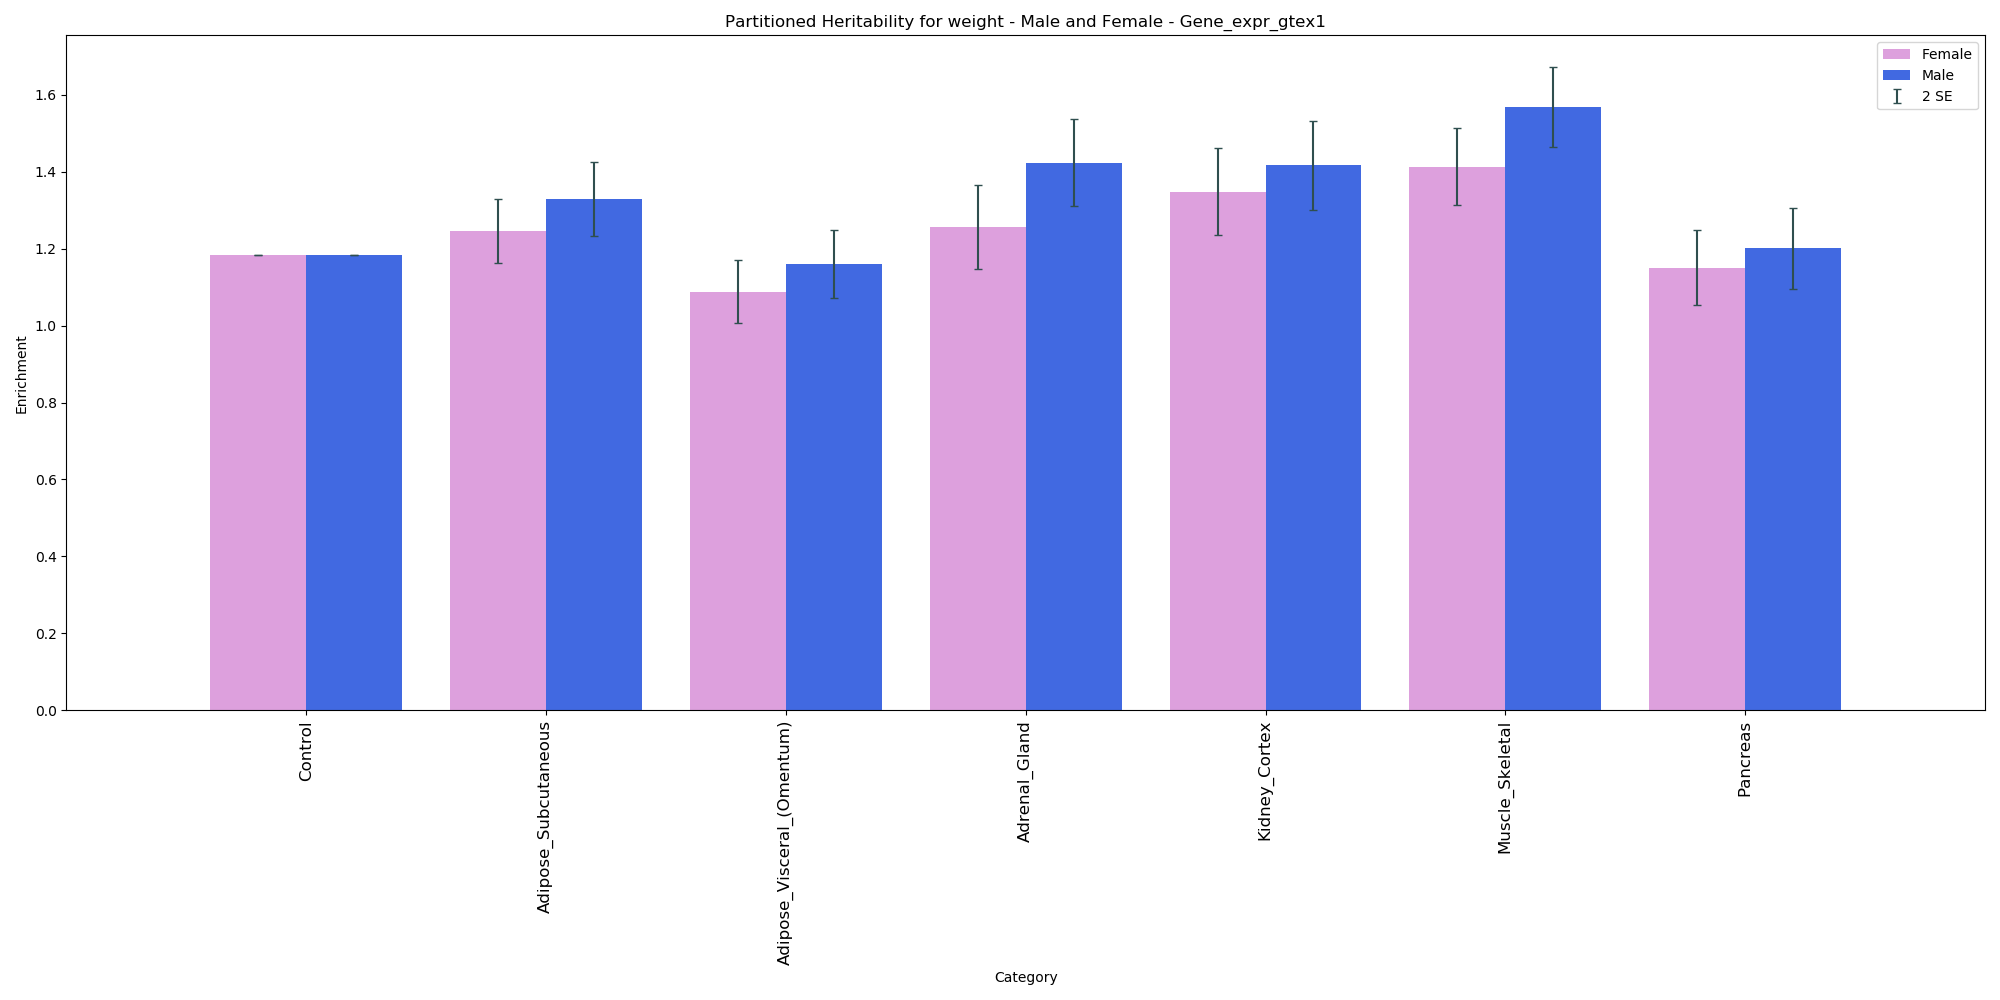 Partitioned Heritability for weight - Male and Female - Gene_expr_gtex1
Female
Male
2 SE
1.6
1.4
1.2
1.0
0.8
0.6
0.4
0.2
0.0
Enrichment
Control
Adipose_Subcutaneous
Adipose_Visceral_(Omentum)
Adrenal_Gland
Kidney_Cortex
Muscle_Skeletal
Pancreas
Category